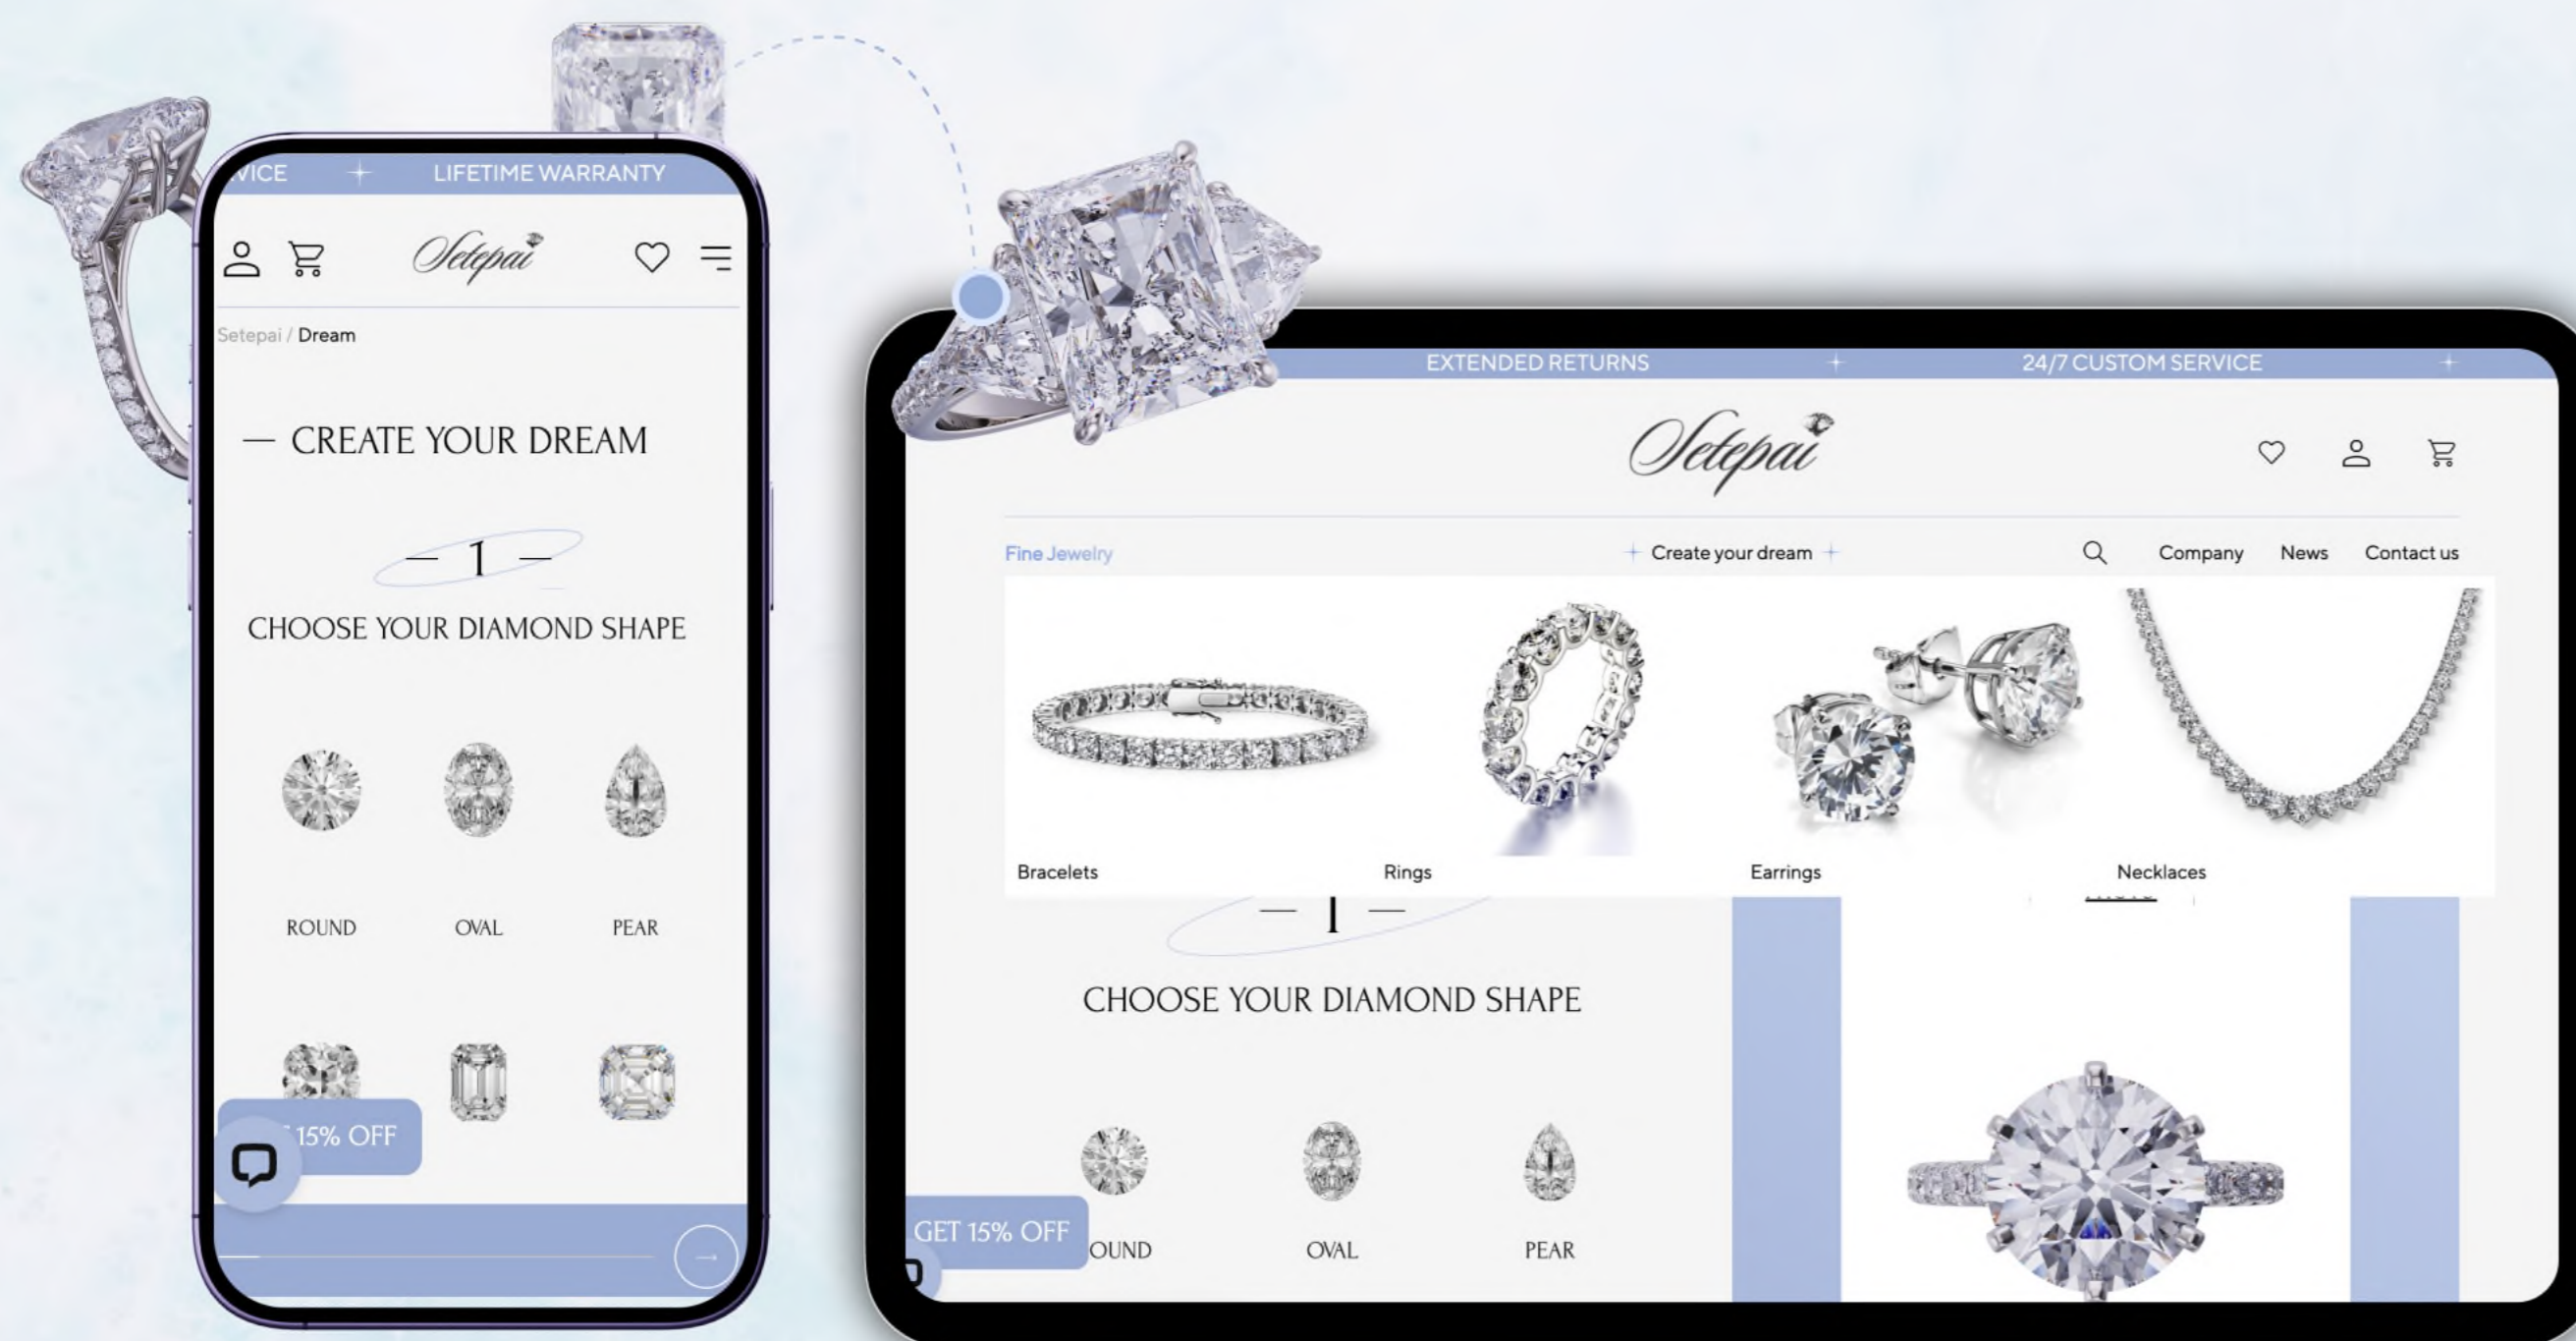 VICE
LIFETIME WARRANTY
Setepai
Setepai / Dream
— CREATE YOUR DREAM
— 1 —
CHOOSE YOUR DIAMOND SHAPE
ROUND
OVAL
PEAR
15% OFF
EXTENDED RETURNS
24/7 CUSTOM SERVICE
Setepai
Fine Jewelry
Create your dream
Company
News
Contact us
Bracelets
Rings
Earrings
Necklaces
— 1 —
CHOOSE YOUR DIAMOND SHAPE
GET 15% OFF
OUND
OVAL
PEAR